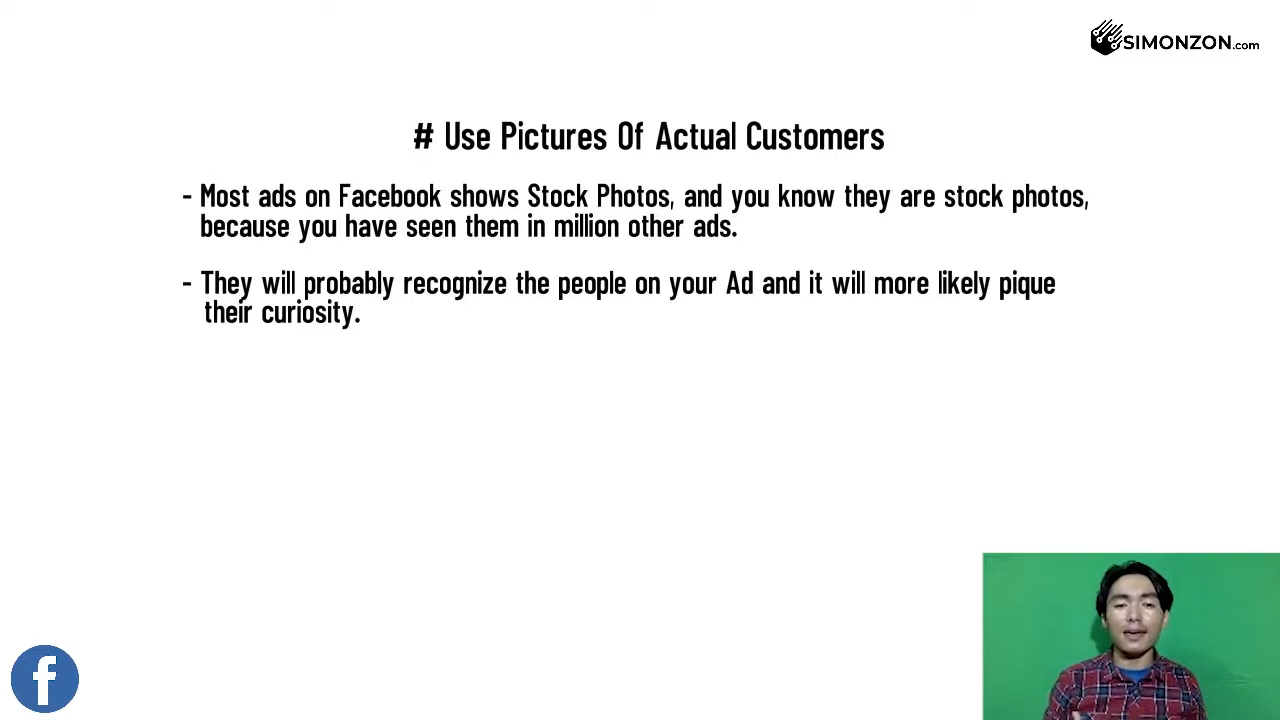 SIMONZON.com
# Use Pictures Of Actual Customers
- Most ads on Facebook shows Stock Photos, and you know they are stock photos,
because you have seen them in million other ads.
- They will probably recognize the people on your Ad and it will more likely pique
their curiosity.
f